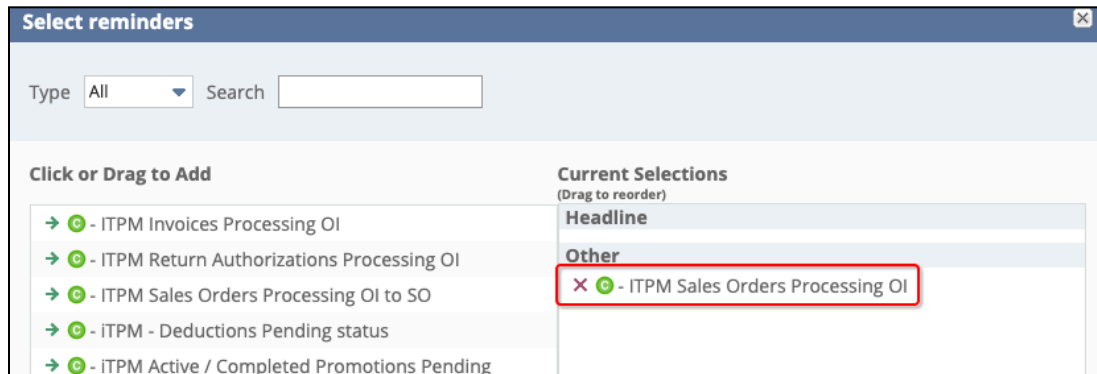 Select reminders
Type All Search
Click or Drag to Add
→ C - ITPM Invoices Processing OI
→ C - ITPM Return Authorizations Processing OI
→ C - ITPM Sales Orders Processing OI to SO
→ C - iTPM - Deductions Pending status
→ C - iTPM Active / Completed Promotions Pending
Current Selections
(Drag to reorder)
Headline
Other
X C - ITPM Sales Orders Processing OI